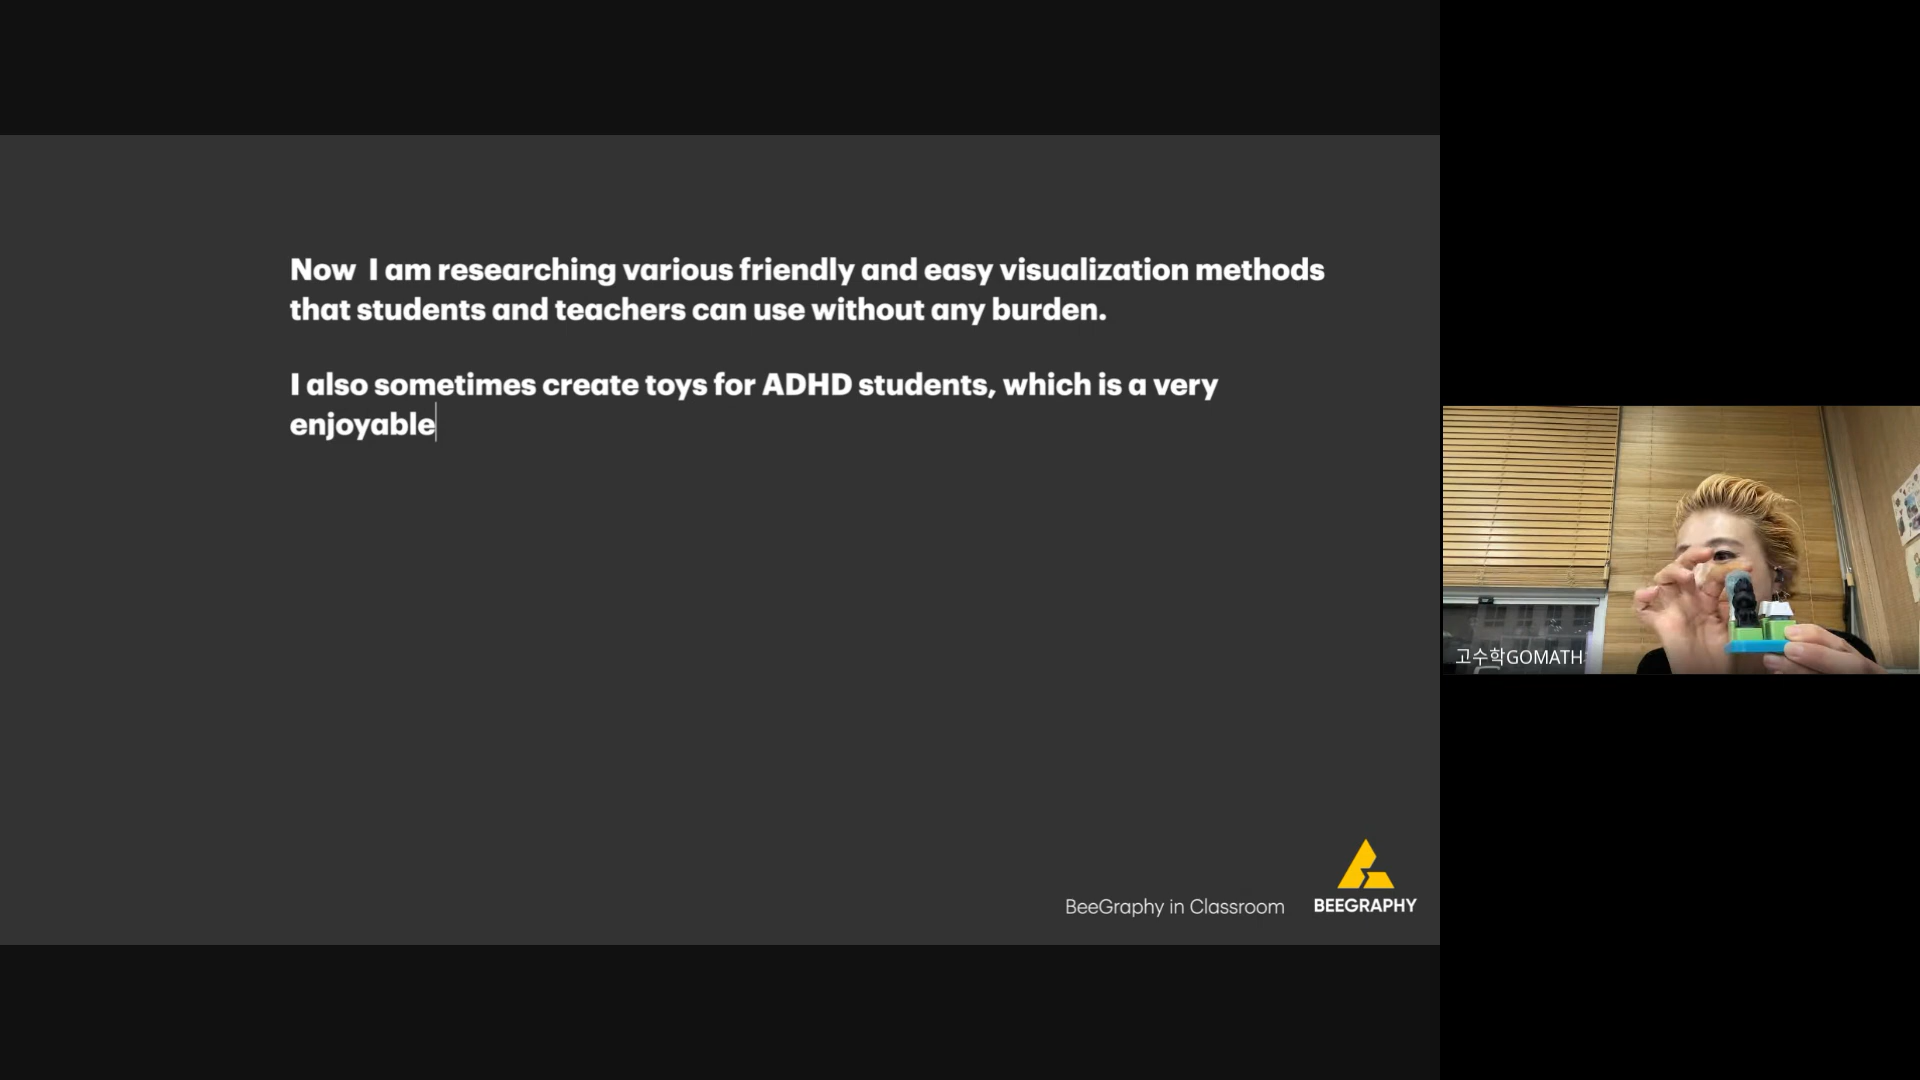 Now  I am researching various friendly and easy visualization methods
that students and teachers can use without any burden.
I also sometimes create toys for ADHD students, which is a very
enjoyable
BeeGraphy in Classroom
BEEGRAPHY
고수학GOMATH